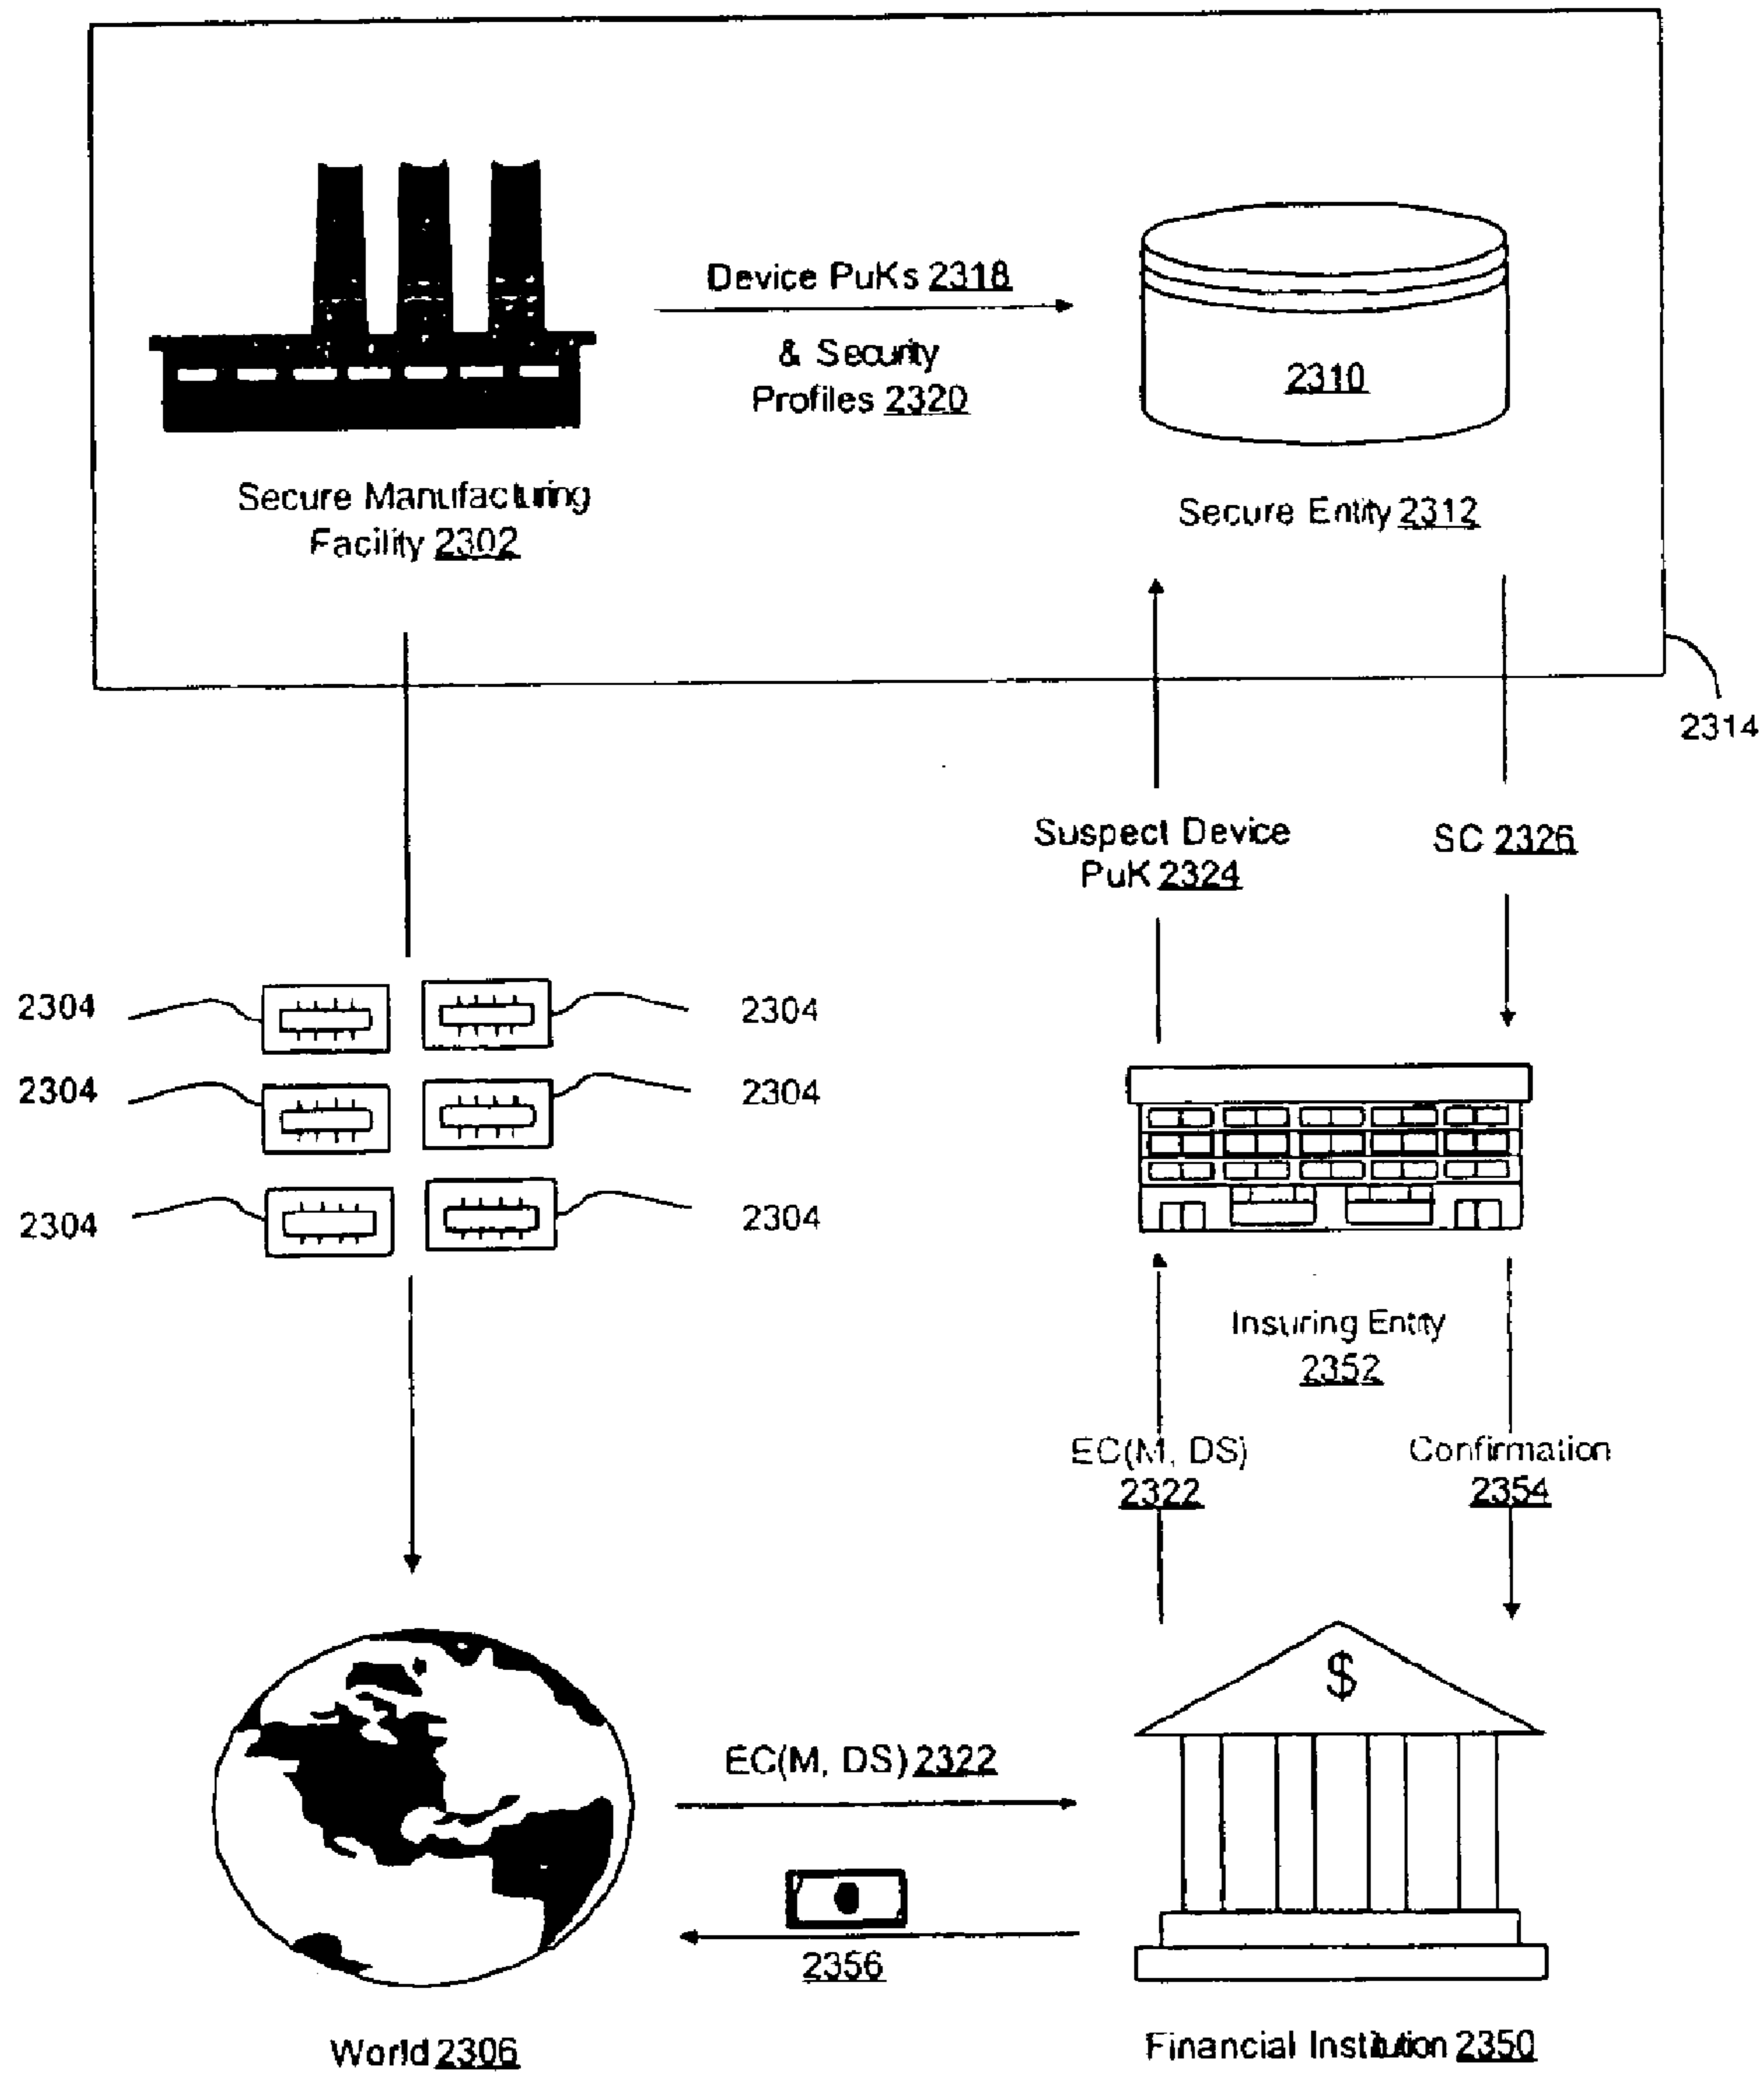 Device PuKs 2318
& Security
Profiles 2320
2310
Secure Manufacturing
Facility 2302
Secure Entity 2312
2314
Suspect Device
PuK 2324
SC 2326
2304
2304
2304
2304
2304
2304
Insuring Entity
2352
EC(M, DS)
2322
Confirmation
2354
$
EC(M, DS) 2322
2356
World 2306
Financial Institution 2350